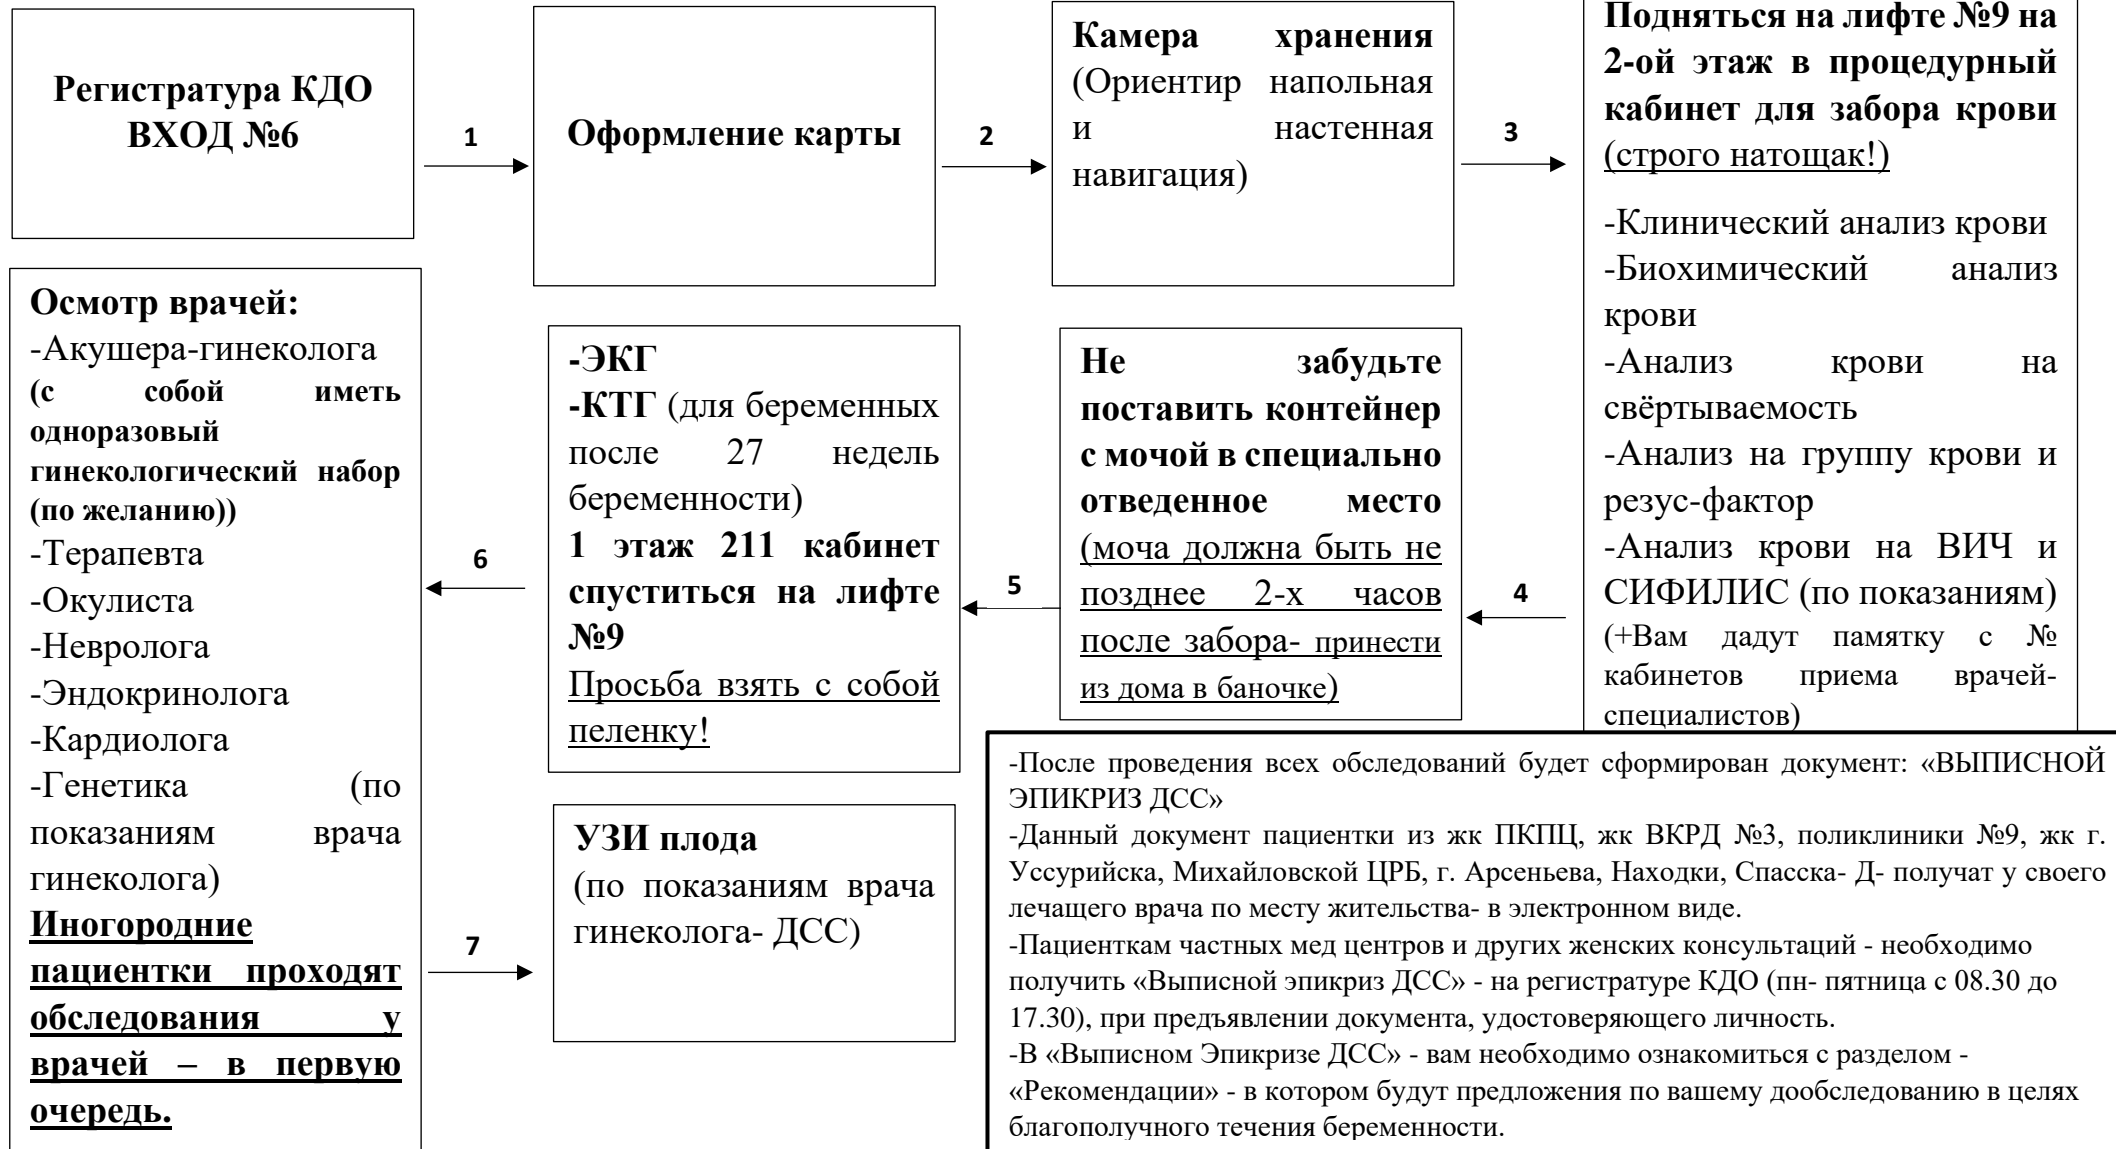 Регистратура КДО
ВХОД №6
1
Оформление карты
2
Камера хранения
(Ориентир напольная
и настенная
навигация)
3
Подняться на лифте №9 на
2-ой этаж в процедурный
кабинет для забора крови
(строго натощак!)
-Клинический анализ крови
-Биохимический анализ
крови
-Анализ крови на
свёртываемость
-Анализ на группу крови и
резус-фактор
-Анализ крови на ВИЧ и
СИФИЛИС (по показаниям)
(+Вам дадут памятку с №
кабинетов приема врачей-
специалистов)
4
Не забудьте
поставить контейнер
с мочой в специально
отведенное место
(моча должна быть не
позднее 2-х часов
после забора- принести
из дома в баночке)
5
-ЭКГ
-КТГ (для беременных
после 27 недель
беременности)
1 этаж 211 кабинет
спуститься на лифте
№9
Просьба взять с собой
пеленку!
6
Осмотр врачей:
-Акушера-гинеколога
(с собой иметь
одноразовый
гинекологический набор
(по желанию))
-Терапевта
-Окулиста
-Невролога
-Эндокринолога
-Кардиолога
-Генетика (по
показаниям врача
гинеколога)
Иногородние
пациентки проходят
обследования у
врачей – в первую
очередь.
7
УЗИ плода
(по показаниям врача
гинеколога- ДСС)
-После проведения всех обследований будет сформирован документ: «ВЫПИСНОЙ
ЭПИКРИЗ ДСС»
-Данный документ пациентки из жк ПКПЦ, жк ВКРД №3, поликлиники №9, жк г.
Уссурийска, Михайловской ЦРБ, г. Арсеньева, Находки, Спасска- Д- получат у своего
лечащего врача по месту жительства- в электронном виде.
-Пациенткам частных мед центров и других женских консультаций - необходимо
получить «Выписной эпикриз ДСС» - на регистратуре КДО (пн- пятница с 08.30 до
17.30), при предъявлении документа, удостоверяющего личность.
-В «Выписном Эпикризе ДСС» - вам необходимо ознакомиться с разделом -
«Рекомендации» - в котором будут предложения по вашему дообследованию в целях
благополучного течения беременности.